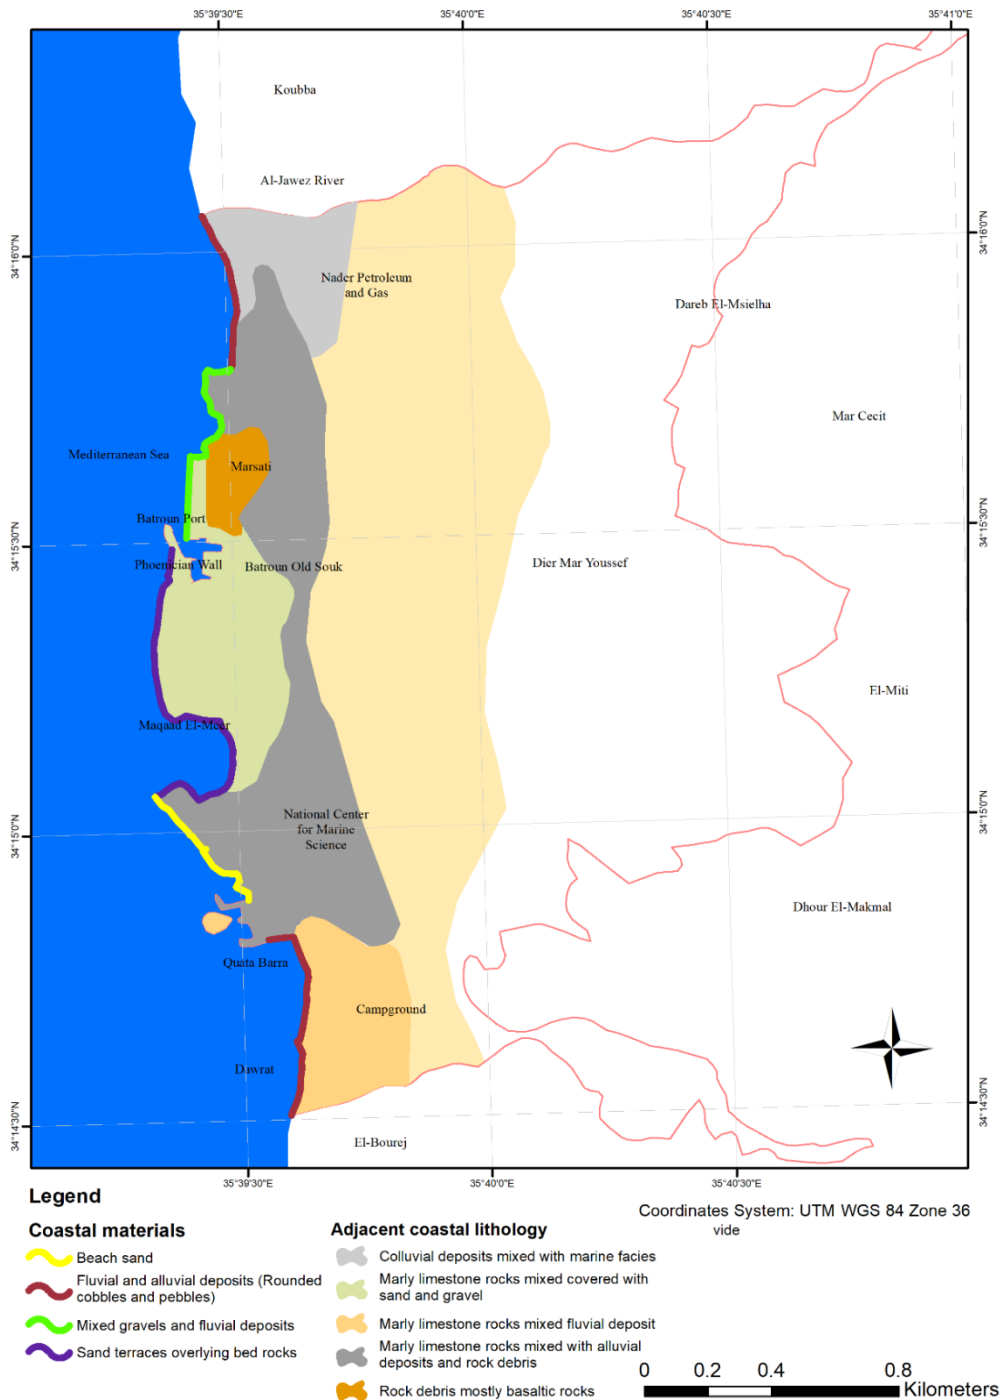 35°39'30"E
35°40'0"E
35°40'30"E
35°41'0"E
Koubba
Al-Jawez River
34°16'0"N
34°16'0"N
Nader Petroleum
and Gas
Dareb El-Msielha
Mar Cecit
Mediterranean Sea
Marsati
Batroun Port
34°15'30"N
34°15'30"N
Phoenician Wall
Batroun Old Souk
Dier Mar Youssef
El-Miti
Maqaad El-Meer
National Center
for Marine
Science
34°15'0"N
34°15'0"N
Dhour El-Makmal
Quata Barra
Campground
Dawrat
34°14'30"N
34°14'30"N
El-Bourej
35°39'30"E
35°40'0"E
35°40'30"E
Legend
Coordinates System: UTM WGS 84 Zone 36
vide
Coastal materials
Beach sand
Fluvial and alluvial deposits (Rounded
cobbles and pebbles)
Mixed gravels and fluvial deposits
Sand terraces overlying bed rocks
Adjacent coastal lithology
Colluvial deposits mixed with marine facies
Marly limestone rocks mixed covered with
sand and gravel
Marly limestone rocks mixed fluvial deposit
Marly limestone rocks mixed with alluvial
deposits and rock debris
Rock debris mostly basaltic rocks
0 0.2 0.4 0.8
Kilometers